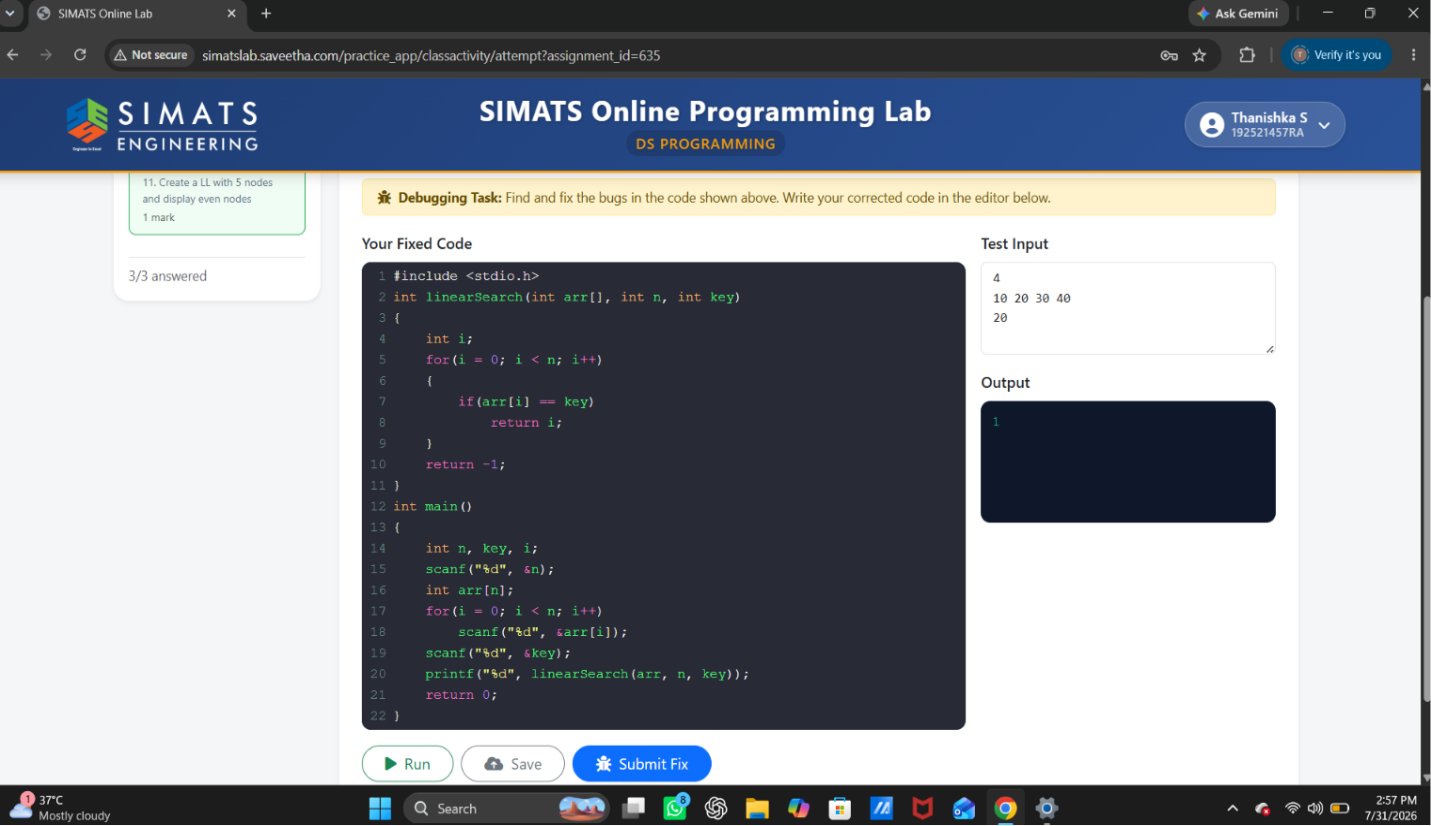 SIMATS Online Lab
Ask Gemini
Not secure
simatslab.saveetha.com/practice_app/classactivity/attempt?assignment_id=635
Verify it's you
SIMATS
ENGINEERING
Engineer to Excel
SIMATS Online Programming Lab
DS PROGRAMMING
Thanishka S
192521457RA
11. Create a LL with 5 nodes
and display even nodes
1 mark
3/3 answered
Debugging Task: Find and fix the bugs in the code shown above. Write your corrected code in the editor below.
Your Fixed Code
1 #include <stdio.h>
2 int linearSearch(int arr[], int n, int key)
3 {
4     int i;
5     for(i = 0; i < n; i++)
6     {
7         if(arr[i] == key)
8             return i;
9     }
10     return -1;
11 }
12 int main()
13 {
14     int n, key, i;
15     scanf("%d", &n);
16     int arr[n];
17     for(i = 0; i < n; i++)
18         scanf("%d", &arr[i]);
19     scanf("%d", &key);
20     printf("%d", linearSearch(arr, n, key));
21     return 0;
22 }
Test Input
4
10 20 30 40
20
Output
1
Run
Save
Submit Fix
1
37°C
Mostly cloudy
Search
8
2:57 PM
7/31/2026